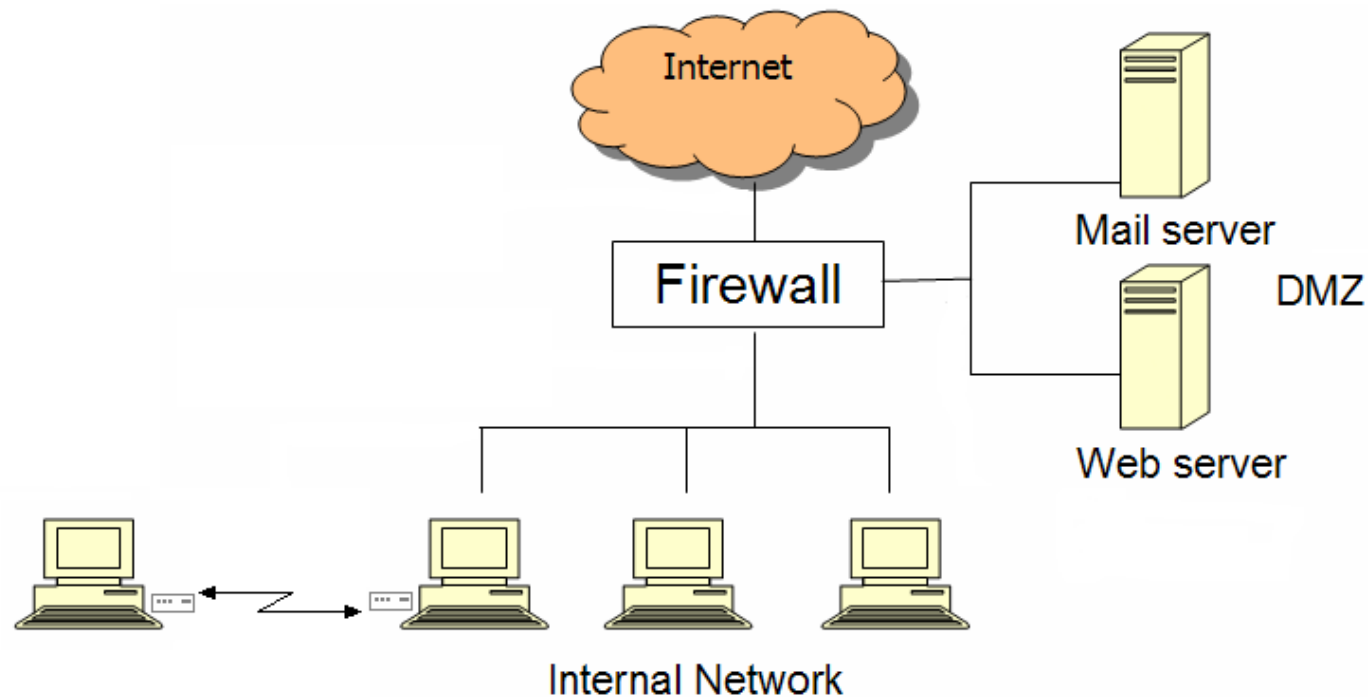 Internet
Mail server
Firewall
DMZ
Web server
Internal Network